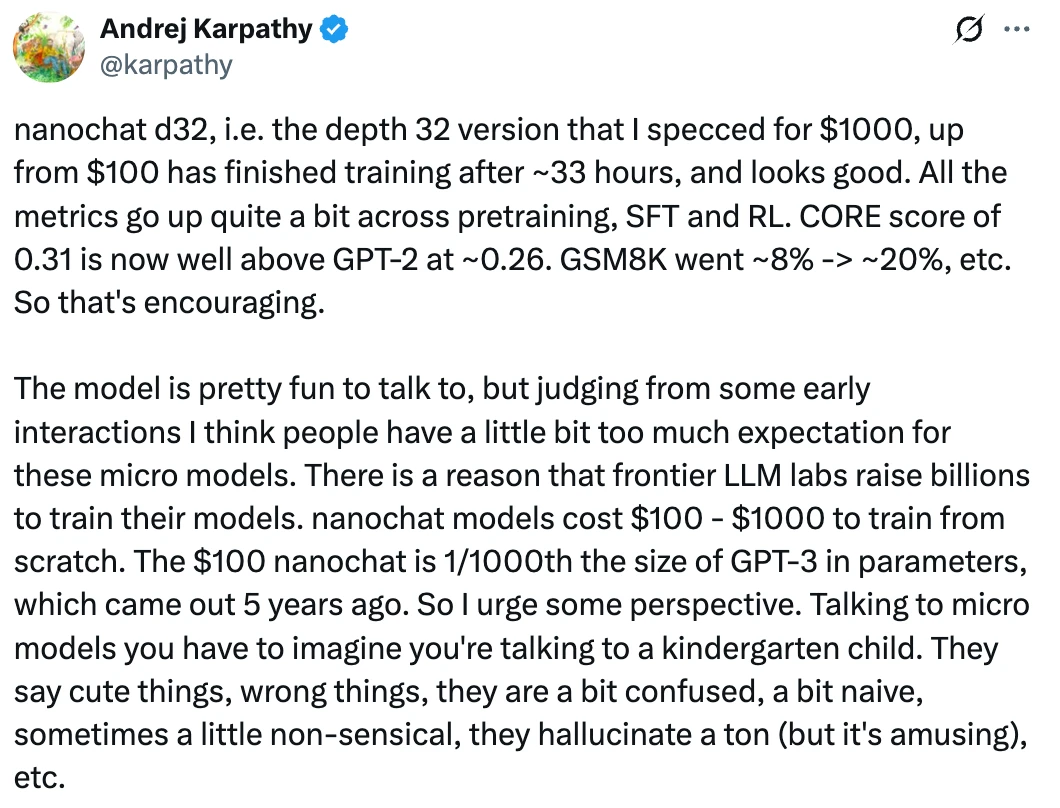 Andrej Karpathy
@karpathy
nanochat d32, i.e. the depth 32 version that I specced for $1000, up
from $100 has finished training after ~33 hours, and looks good. All the
metrics go up quite a bit across pretraining, SFT and RL. CORE score of
0.31 is now well above GPT-2 at ~0.26. GSM8K went ~8% -> ~20%, etc.
So that's encouraging.
The model is pretty fun to talk to, but judging from some early
interactions I think people have a little bit too much expectation for
these micro models. There is a reason that frontier LLM labs raise billions
to train their models. nanochat models cost $100 - $1000 to train from
scratch. The $100 nanochat is 1/1000th the size of GPT-3 in parameters,
which came out 5 years ago. So I urge some perspective. Talking to micro
models you have to imagine you're talking to a kindergarten child. They
say cute things, wrong things, they are a bit confused, a bit naive,
sometimes a little non-sensical, they hallucinate a ton (but it's amusing),
etc.